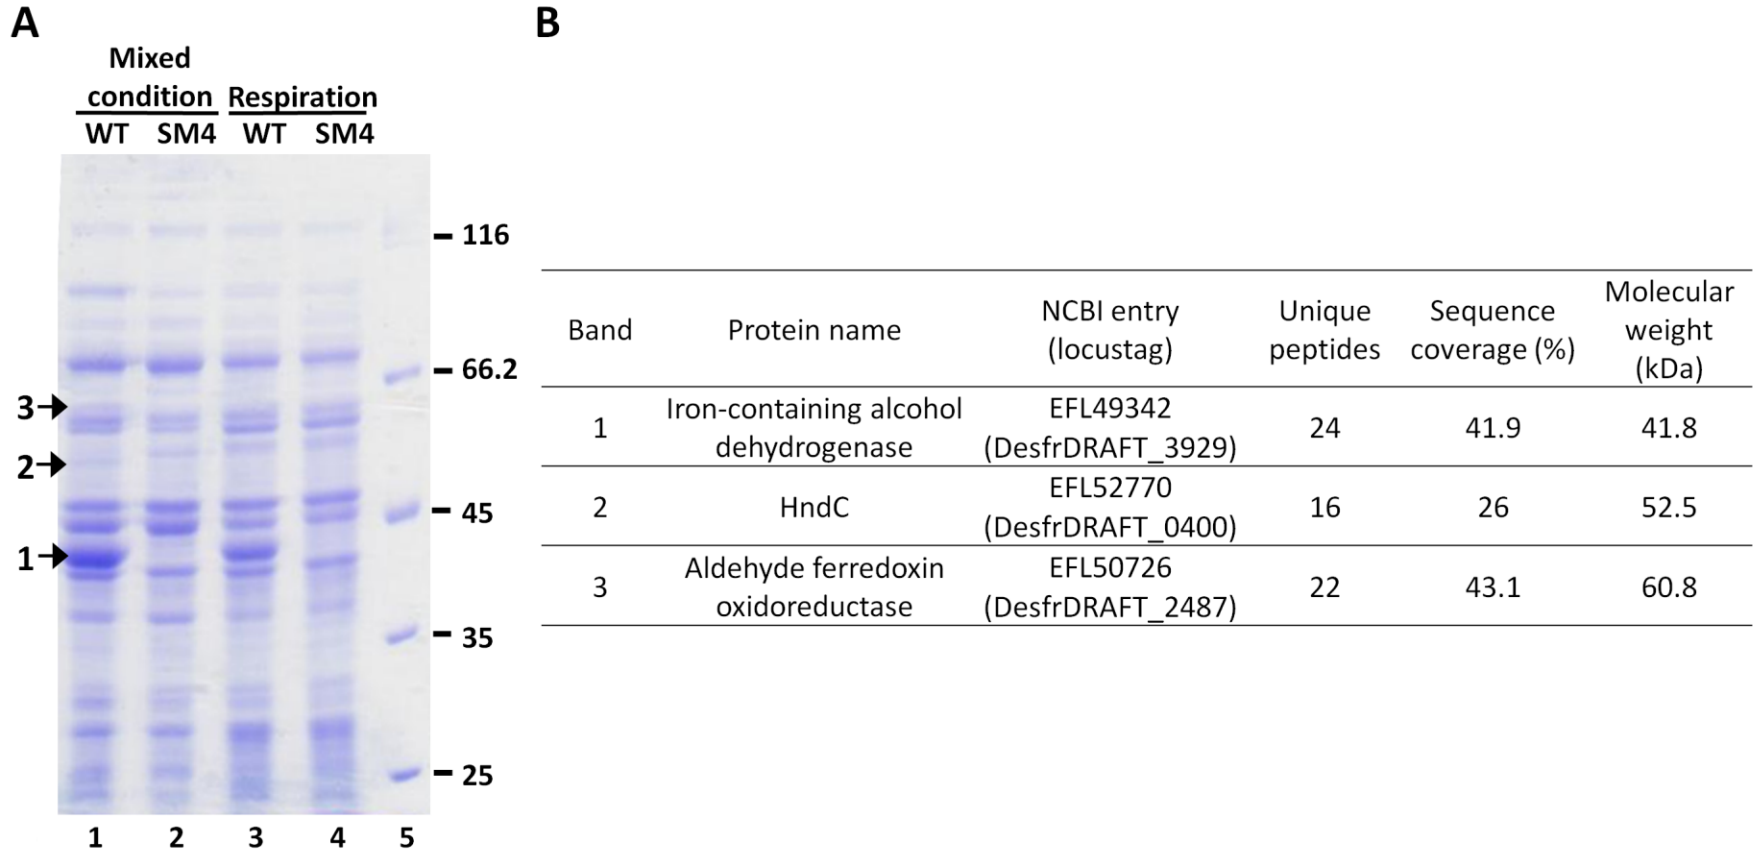 A
B
Mixed
condition Respiration
WT SM4 WT SM4
116
66.2
3
2
45
1
35
25
1 2 3 4 5
Band Protein name NCBI entry (locustag) Unique peptides Sequence coverage (%) Molecular weight (kDa)
1 Iron-containing alcohol dehydrogenase EFL49342 (DesfrDRAFT_3929) 24 41.9 41.8
2 HndC EFL52770 (DesfrDRAFT_0400) 16 26 52.5
3 Aldehyde ferredoxin oxidoreductase EFL50726 (DesfrDRAFT_2487) 22 43.1 60.8